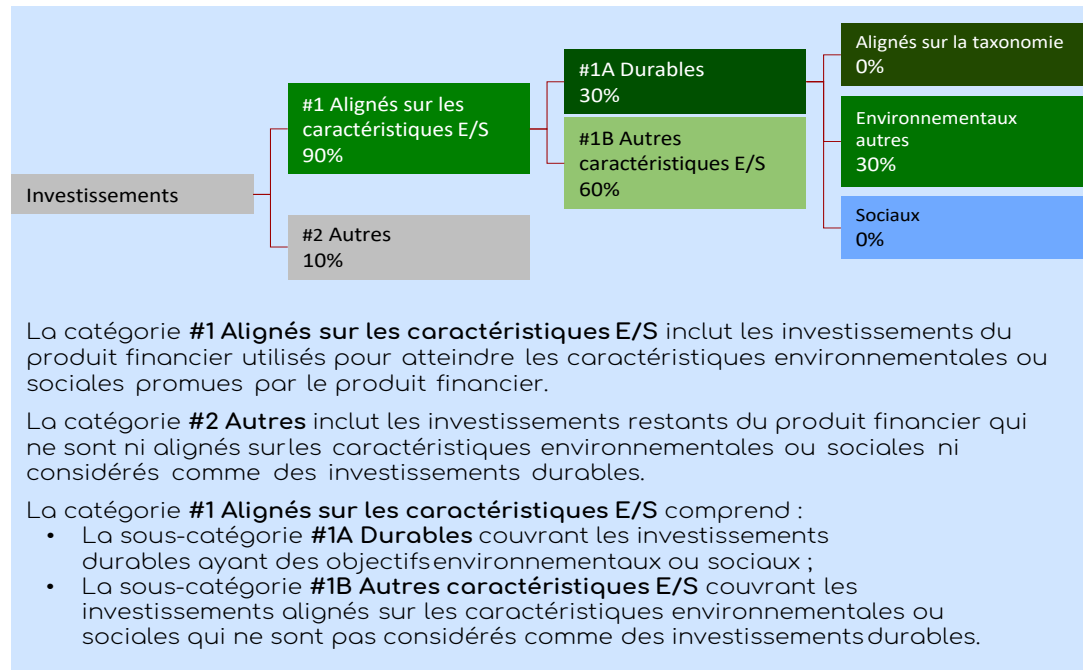 Investissements
#1 Alignés sur les
caractéristiques E/S
90%
#2 Autres
10%
#1A Durables
30%
#1B Autres
caractéristiques E/S
60%
Alignés sur la taxonomie
0%
Environnementaux
autres
30%
Sociaux
0%
La catégorie #1 Alignés sur les caractéristiques E/S inclut les investissements du
produit financier utilisés pour atteindre les caractéristiques environnementales ou
sociales promues par le produit financier.
La catégorie #2 Autres inclut les investissements restants du produit financier qui
ne sont ni alignés surles caractéristiques environnementales ou sociales ni
considérés comme des investissements durables.
La catégorie #1 Alignés sur les caractéristiques E/S comprend :
• La sous-catégorie #1A Durables couvrant les investissements
durables ayant des objectifsenvironnementaux ou sociaux ;
• La sous-catégorie #1B Autres caractéristiques E/S couvrant les
investissements alignés sur les caractéristiques environnementales ou
sociales qui ne sont pas considérés comme des investissementsdurables.